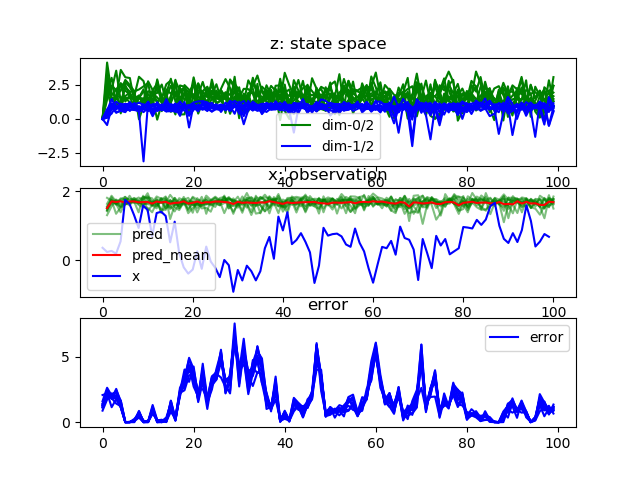 z: state space
2.5
0.0
−2.5
dim-0/2
dim-1/2
0
20
40
60
80
100
x: observation
2
0
pred
pred_mean
x
0
20
40
60
80
100
error
5
0
error
0
20
40
60
80
100